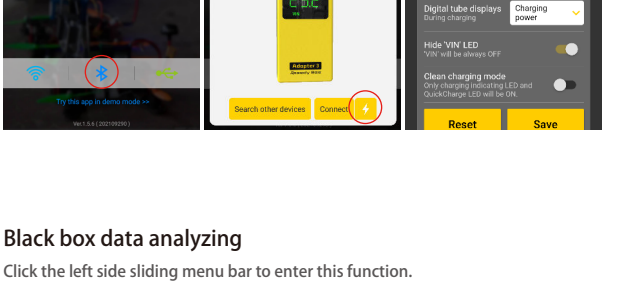 Try this app in demo mode >>
Ver.1.5.6 ( 202109290 )
Adapter 3
Search other devices
Connect
Digital tube displays
During charging
Charging power
Hide 'VIN' LED
'VIN' will be always OFF
Clean charging mode
Only charging indicating
LED and
QuickCharge LED will be
ON.
Reset
Save
Black box data analyzing
Click the left side sliding menu bar to enter this function.